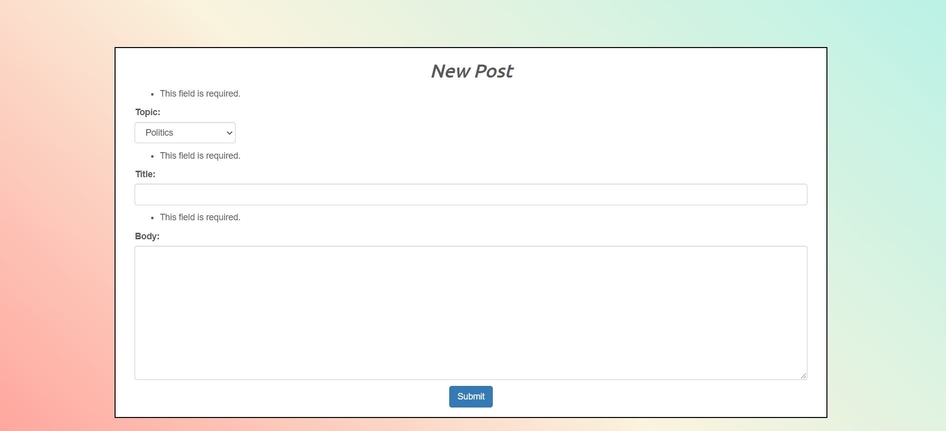 New Post
• This field is required.
Topic:
Politics
• This field is required.
Title:
• This field is required.
Body:
Submit